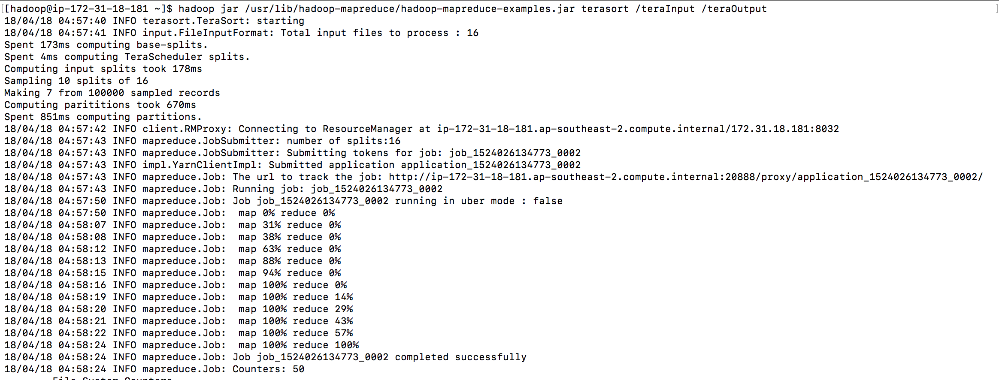 [[hadoop@ip-172-31-18-181 ~]$ hadoop jar /usr/lib/hadoop-mapreduce/hadoop-mapreduce-examples.jar terasort /teraInput /teraOutput ]
18/04/18 04:57:40 INFO terasort.TeraSort: starting
18/04/18 04:57:41 INFO input.FileInputFormat: Total input files to process : 16
Spent 173ms computing base-splits.
Spent 4ms computing TeraScheduler splits.
Computing input splits took 178ms
Sampling 10 splits of 16
Making 7 from 100000 sampled records
Computing parititions took 670ms
Spent 851ms computing partitions.
18/04/18 04:57:42 INFO client.RMProxy: Connecting to ResourceManager at ip-172-31-18-181.ap-southeast-2.compute.internal/172.31.18.181:8032
18/04/18 04:57:43 INFO mapreduce.JobSubmitter: number of splits:16
18/04/18 04:57:43 INFO mapreduce.JobSubmitter: Submitting tokens for job: job_1524026134773_0002
18/04/18 04:57:43 INFO impl.YarnClientImpl: Submitted application application_1524026134773_0002
18/04/18 04:57:43 INFO mapreduce.Job: The url to track the job: http://ip-172-31-18-181.ap-southeast-2.compute.internal:20888/proxy/application_1524026134773_0002/
18/04/18 04:57:43 INFO mapreduce.Job: Running job: job_1524026134773_0002
18/04/18 04:57:50 INFO mapreduce.Job: Job job_1524026134773_0002 running in uber mode : false
18/04/18 04:57:50 INFO mapreduce.Job:  map 0% reduce 0%
18/04/18 04:58:07 INFO mapreduce.Job:  map 31% reduce 0%
18/04/18 04:58:08 INFO mapreduce.Job:  map 38% reduce 0%
18/04/18 04:58:12 INFO mapreduce.Job:  map 63% reduce 0%
18/04/18 04:58:13 INFO mapreduce.Job:  map 88% reduce 0%
18/04/18 04:58:15 INFO mapreduce.Job:  map 94% reduce 0%
18/04/18 04:58:16 INFO mapreduce.Job:  map 100% reduce 0%
18/04/18 04:58:19 INFO mapreduce.Job:  map 100% reduce 14%
18/04/18 04:58:20 INFO mapreduce.Job:  map 100% reduce 29%
18/04/18 04:58:21 INFO mapreduce.Job:  map 100% reduce 43%
18/04/18 04:58:22 INFO mapreduce.Job:  map 100% reduce 57%
18/04/18 04:58:24 INFO mapreduce.Job:  map 100% reduce 100%
18/04/18 04:58:24 INFO mapreduce.Job: Job job_1524026134773_0002 completed successfully
18/04/18 04:58:24 INFO mapreduce.Job: Counters: 50
File System Counters